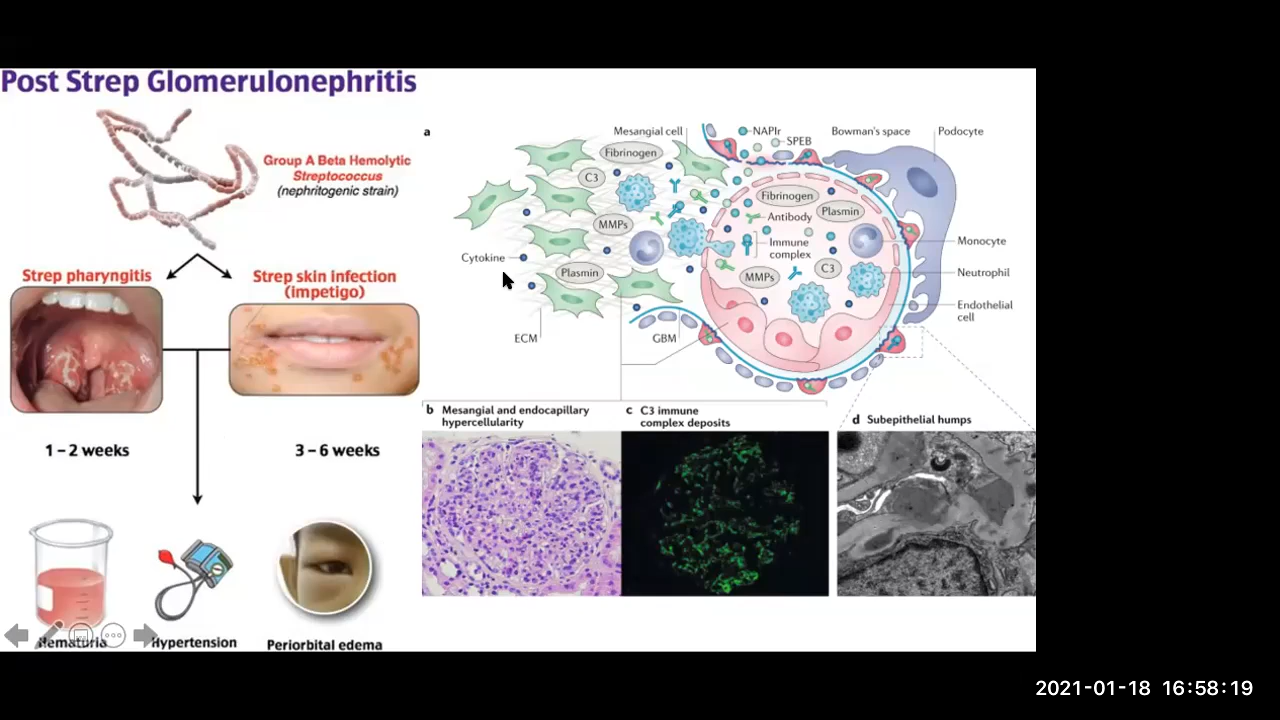 Post Strep Glomerulonephritis
Group A Beta Hemolytic
Streptococcus
(nephritogenic strain)
Strep pharyngitis
Strep skin infection
(impetigo)
1 – 2 weeks
3 – 6 weeks
Hematuria
Hypertension
Periorbital edema
a
Mesangial cell
NAPlr
SPEB
Bowman's space
Podocyte
Fibrinogen
C3
MMPs
Cytokine
Plasmin
ECM
GBM
Fibrinogen
Plasmin
Antibody
Immune
complex
MMPs
C3
Monocyte
Neutrophil
Endothelial
cell
b Mesangial and endocapillary
hypercellularity
c C3 immune
complex deposits
d Subepithelial humps
2021-01-18 16:58:19